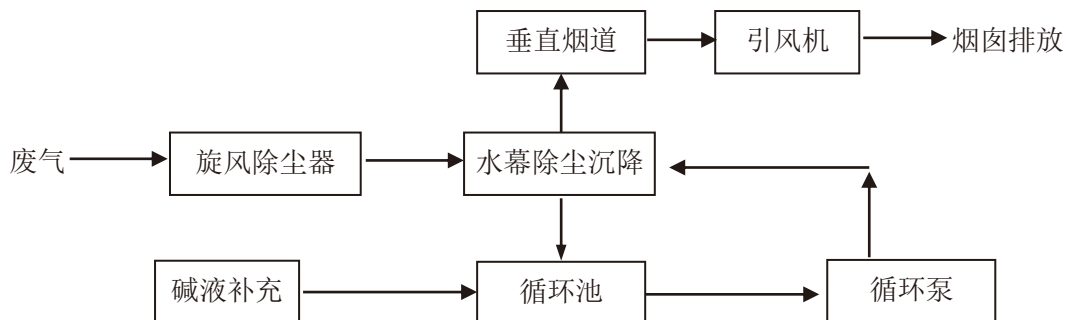 垂直烟道
引风机
烟囱排放
废气
旋风除尘器
水幕除尘沉降
碱液补充
循环池
循环泵